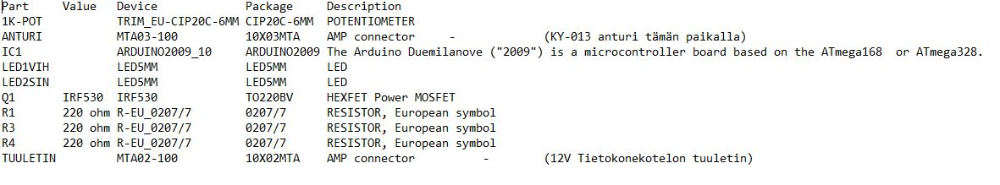 Part     Value   Device             Package     Description
1K-POT           TRIM_EU-CIP20C-6MM CIP20C-6MM  POTENTIOMETER
ANTURI           MTA03-100          10X03MTA    AMP connector     -             (KY-013 anturi tämän paikalla)
IC1              ARDUINO2009_10     ARDUINO2009 The Arduino Duemilanove ("2009") is a microcontroller board based on the ATmega168  or ATmega328.
LED1VIH          LED5MM             LED5MM      LED
LED2SIN          LED5MM             LED5MM      LED
Q1       IRF530  IRF530             TO220BV     HEXFET Power MOSFET
R1       220 ohm R-EU_0207/7        0207/7      RESISTOR, European symbol
R3       220 ohm R-EU_0207/7        0207/7      RESISTOR, European symbol
R4       220 ohm R-EU_0207/7        0207/7      RESISTOR, European symbol
TUULETIN         MTA02-100          10X02MTA    AMP connector          -        (12V Tietokonekotelon tuuletin)